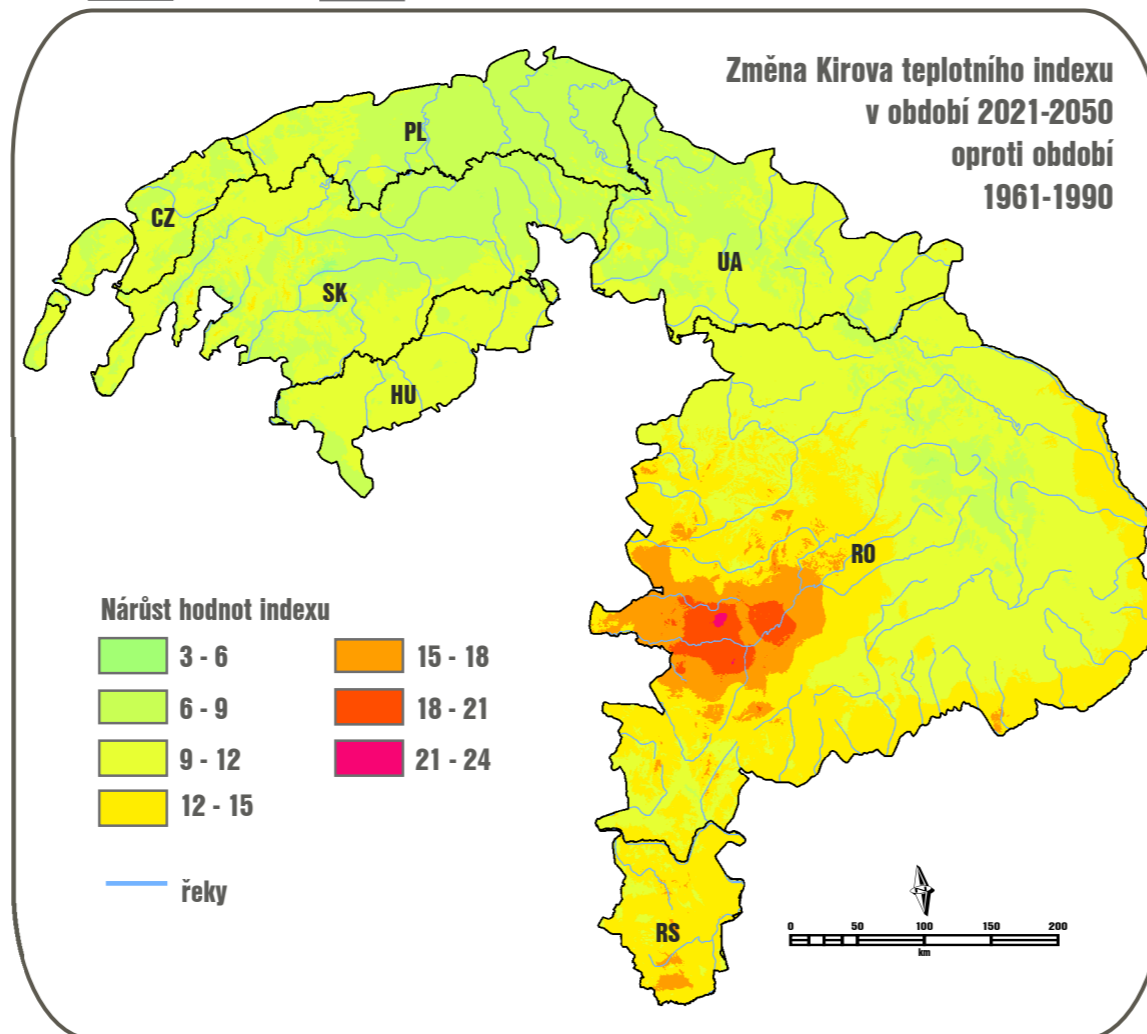 Změna Kirova teplotního indexu
v období 2021-2050
oproti období
1961-1990
PL
CZ
SK
UA
HU
RO
RS
Nárůst hodnot indexu
3 - 6
6 - 9
9 - 12
12 - 15
15 - 18
18 - 21
21 - 24
řeky
0 50 100 150 200
km